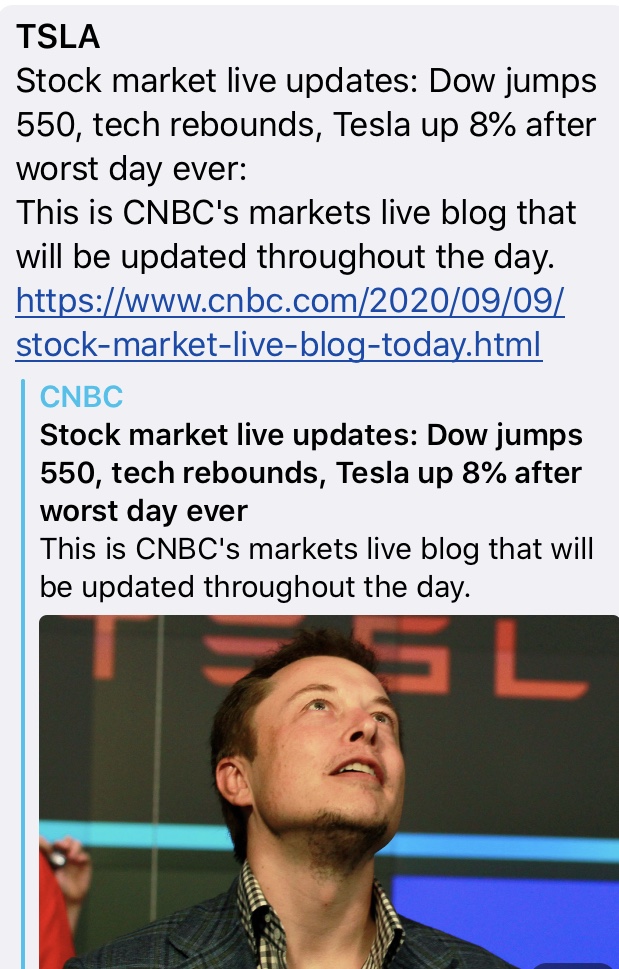 TSLA
Stock market live updates: Dow jumps
550, tech rebounds, Tesla up 8% after
worst day ever:
This is CNBC's markets live blog that
will be updated throughout the day.
https://www.cnbc.com/2020/09/09/
stock-market-live-blog-today.html
CNBC
Stock market live updates: Dow jumps
550, tech rebounds, Tesla up 8% after
worst day ever
This is CNBC's markets live blog that will
be updated throughout the day.
TESL